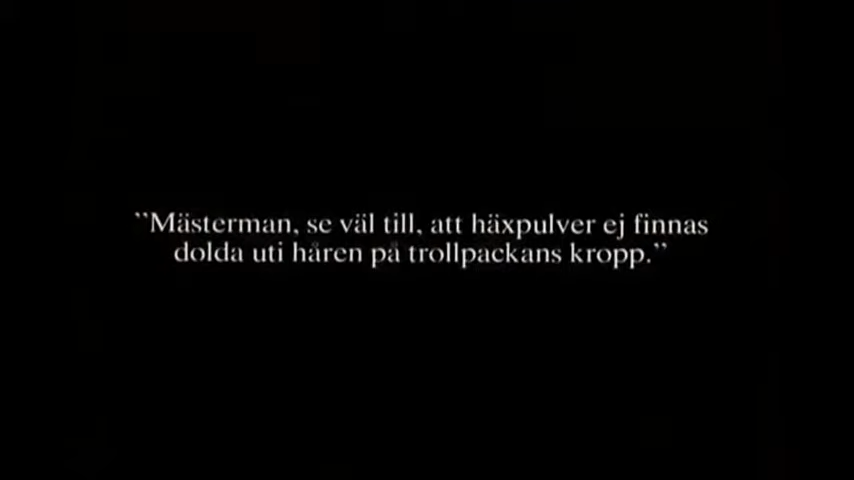 ”Mästerman, se väl till, att häxpulver ej finnas
dolda uti håren på trollpackans kropp.”